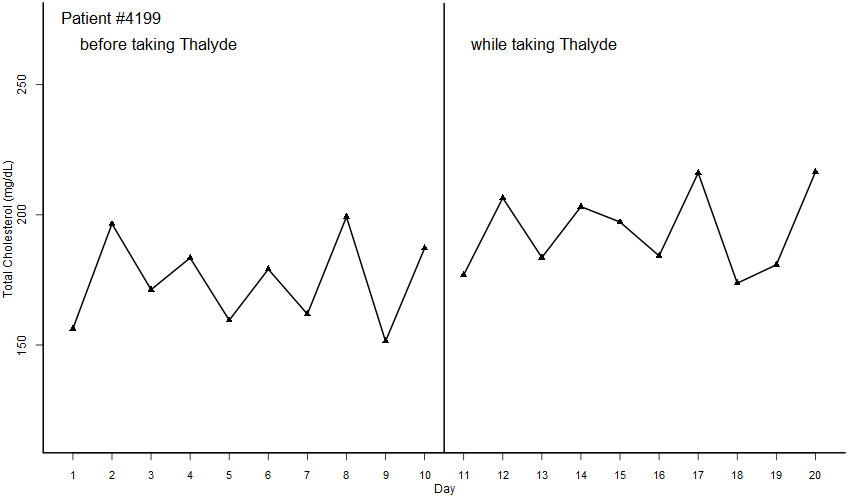 Patient #4199
before taking Thalyde
while taking Thalyde
Total Cholesterol (mg/dL)
250
200
150
1 2 3 4 5 6 7 8 9 10 11 12 13 14 15 16 17 18 19 20
Day